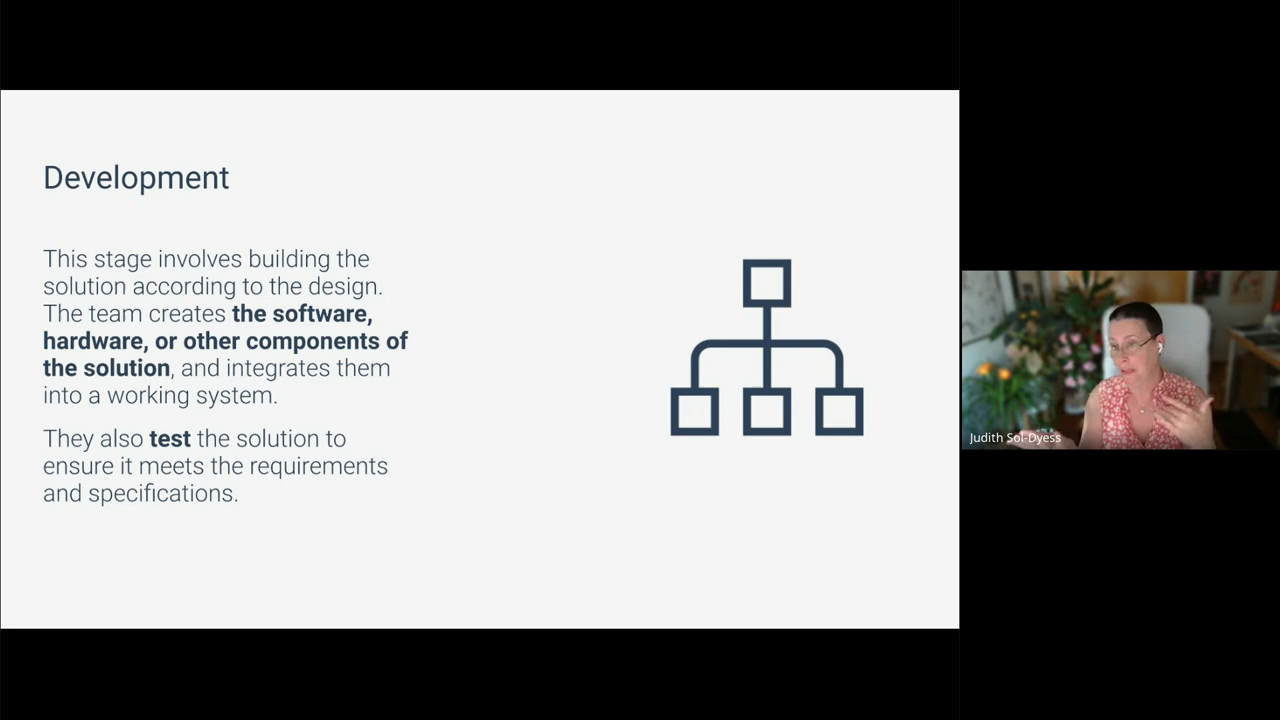 Development
This stage involves building the
solution according to the design.
The team creates the software,
hardware, or other components of
the solution, and integrates them
into a working system.
They also test the solution to
ensure it meets the requirements
and specifications.
Judith Sol-Dyess